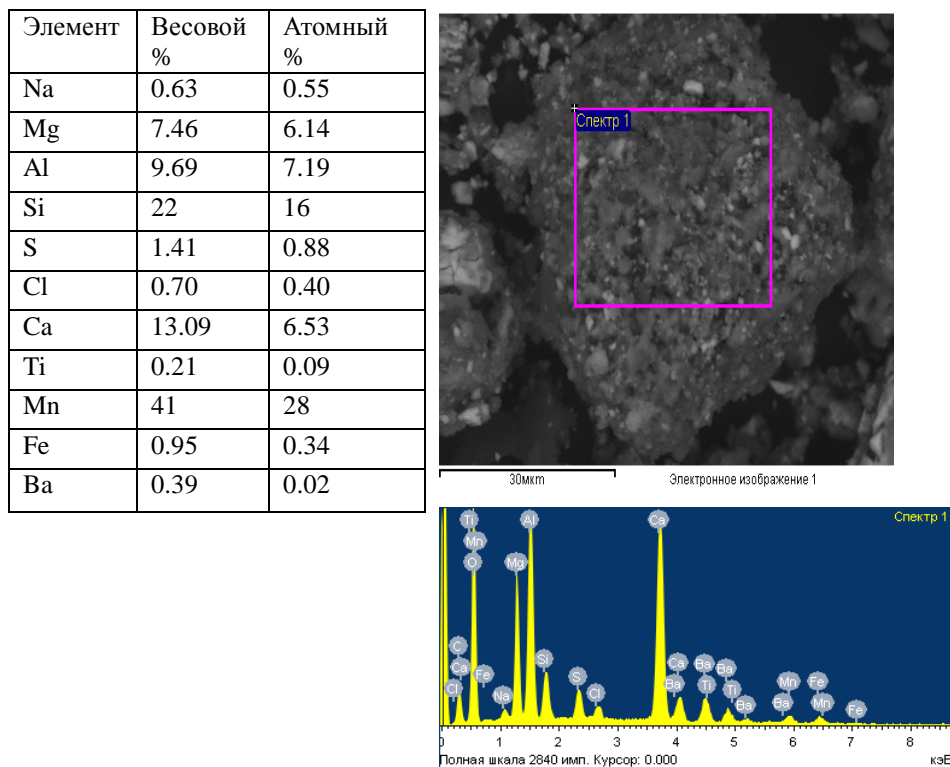 Элемент Весовой % Атомный %
Na 0.63 0.55
Mg 7.46 6.14
Al 9.69 7.19
Si 22 16
S 1.41 0.88
Cl 0.70 0.40
Ca 13.09 6.53
Ti 0.21 0.09
Mn 41 28
Fe 0.95 0.34
Ba 0.39 0.02
Спектр 1
30мкm Электронное изображение 1
Спектр 1
Ti Al Ca
Mn
O Mg
C Si Ca Ba Ba
Ca S Ba Ti Ti Mn Fe
Cl Fe Na Cl Ba Ba Mn Fe
0 1 2 3 4 5 6 7 8
Полная шкала 2840 имп. Курсор: 0.000 кэВ